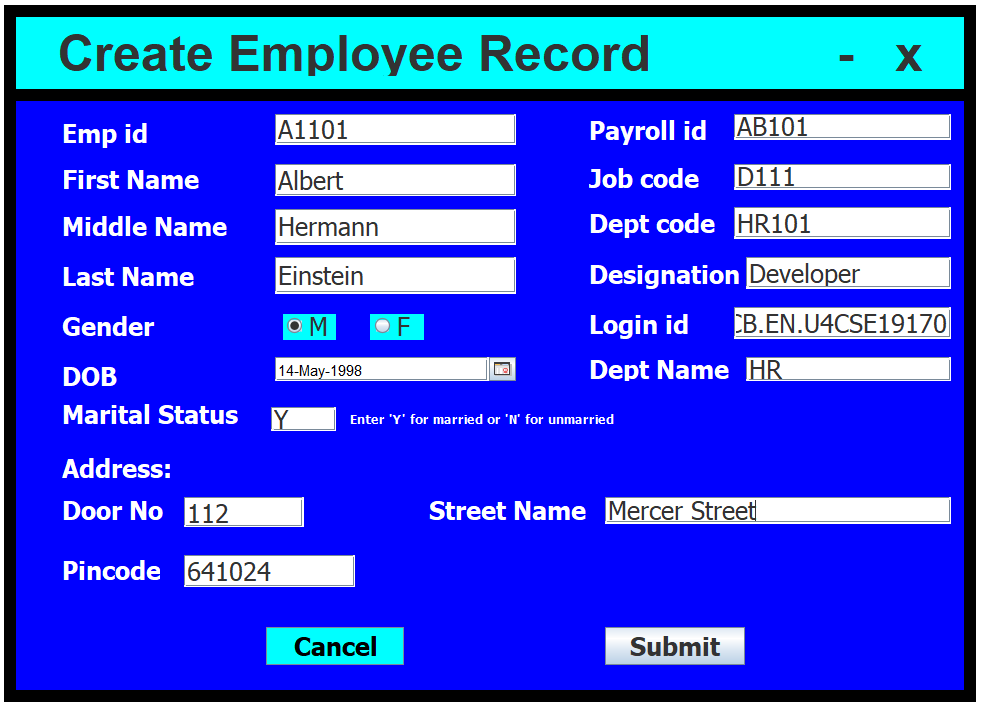 Create Employee Record - x
Emp id A1101 Payroll id AB101
First Name Albert Job code D111
Middle Name Hermann Dept code HR101
Last Name Einstein Designation Developer
Gender M F Login id CB.EN.U4CSE19170
DOB 14-May-1998 Dept Name HR
Marital Status Y Enter 'Y' for married or 'N' for unmarried
Address:
Door No 112 Street Name Mercer Street
Pincode 641024
Cancel Submit